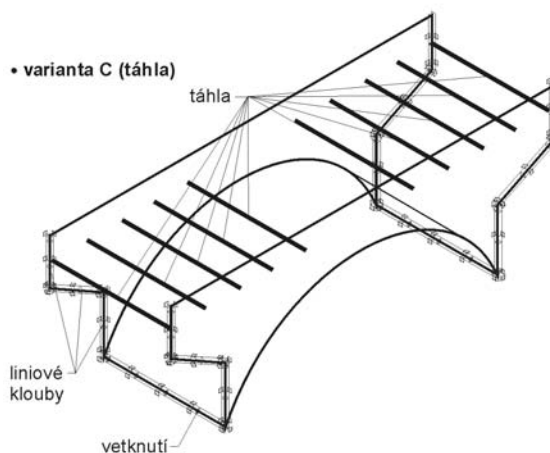 • varianta C (táhla)
táhla
liniové
klouby
vetknutí